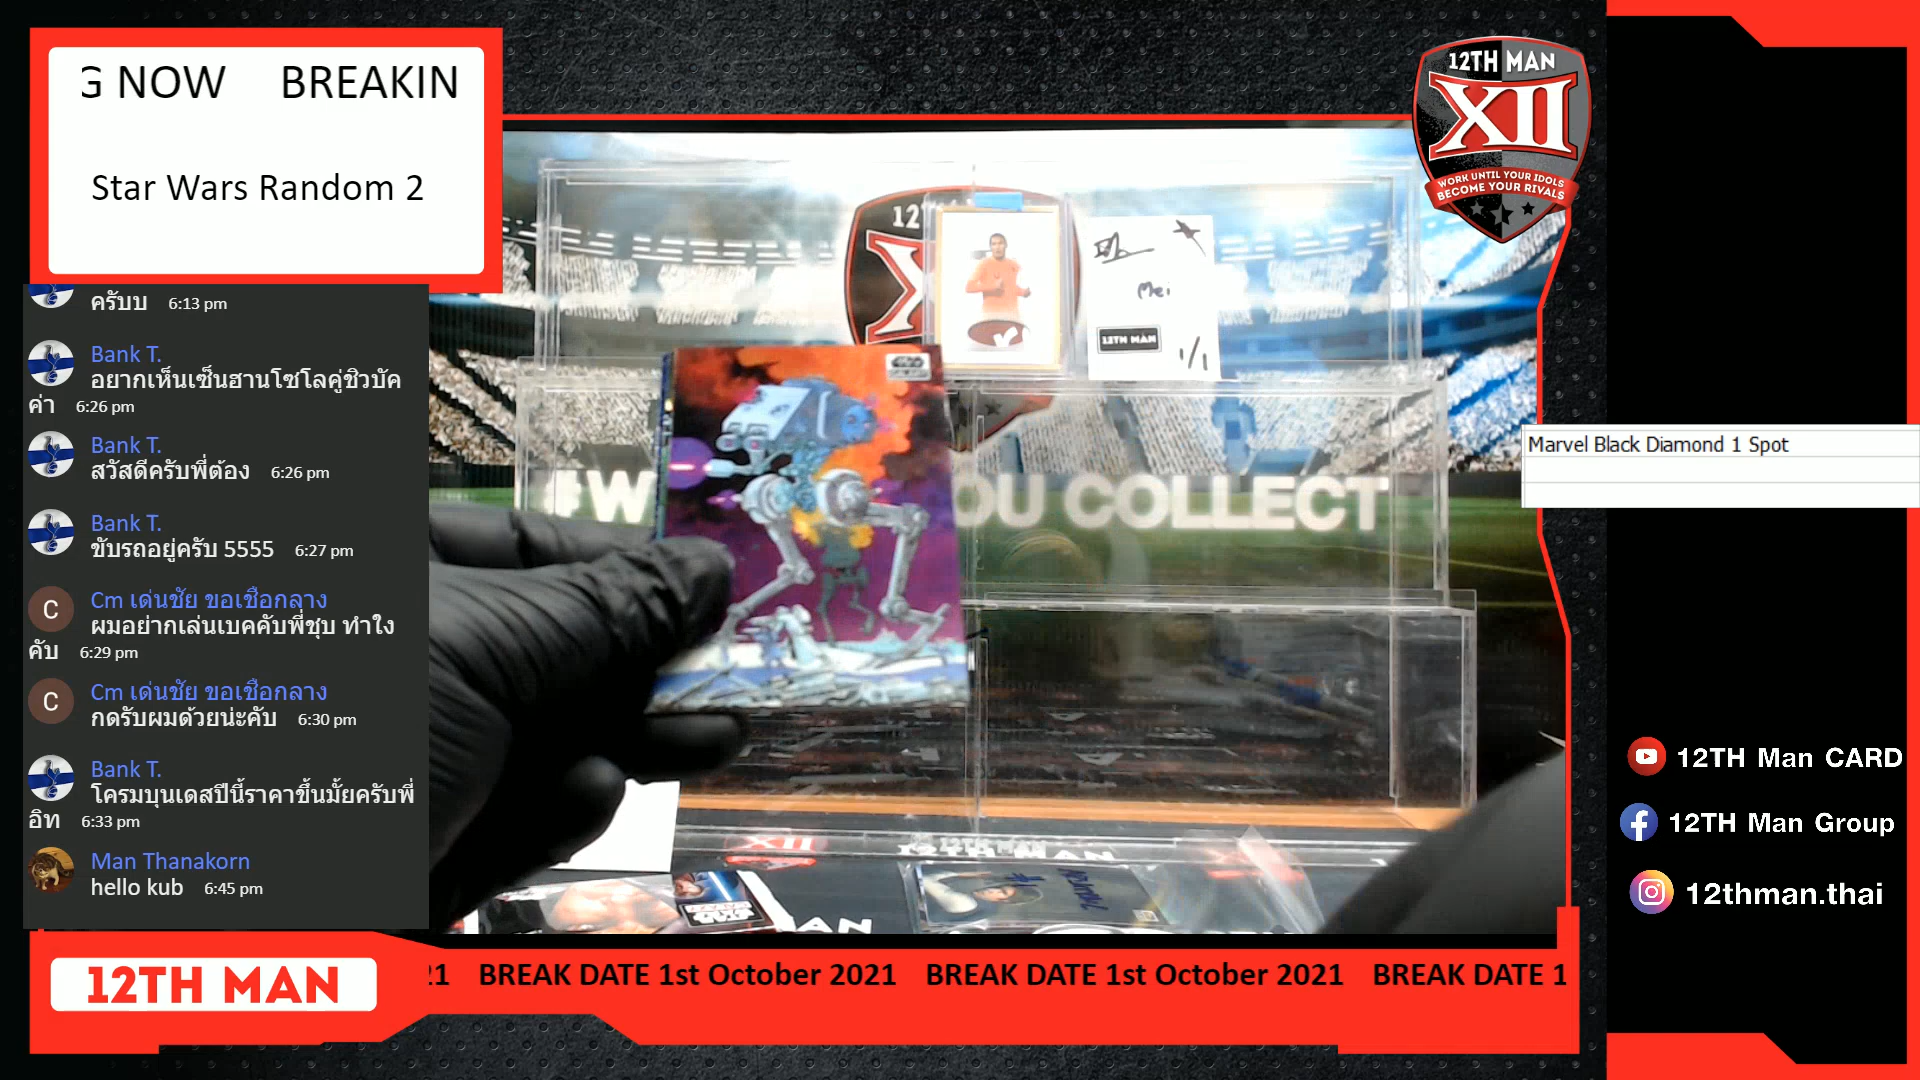 G NOW BREAKIN
Star Wars Random 2
ครับบ 6:13 pm
Bank T.
อยากเห็นเซ็นฮานโซโลคู่ชิวบัค
ค่า 6:26 pm
Bank T.
สวัสดีครับพี่ต้อง 6:26 pm
Bank T.
ขับรถอยู่ครับ 5555 6:27 pm
C
Cm เด่นชัย ขอเชือกลาง
ผมอย่ากเล่นเบคคับพี่ชุบ ทำใง
คับ 6:29 pm
C
Cm เด่นชัย ขอเชือกลาง
กดรับผมด้วยน่ะคับ 6:30 pm
Bank T.
โครมบุนเดสปีนี้ราคาขึ้นมั้ยครับพี่
อิท 6:33 pm
Man Thanakorn
hello kub 6:45 pm
12TH MAN
XII
WORK UNTIL YOUR IDOLS
BECOME YOUR RIVALS
12
Mei
12TH MAN
1/1
#W OU COLLECT
XII
12TH MAN
AN
Marvel Black Diamond 1 Spot
12TH Man CARD
12TH Man Group
12thman.thai
12TH MAN
21 BREAK DATE 1st October 2021 BREAK DATE 1st October 2021 BREAK DATE 1